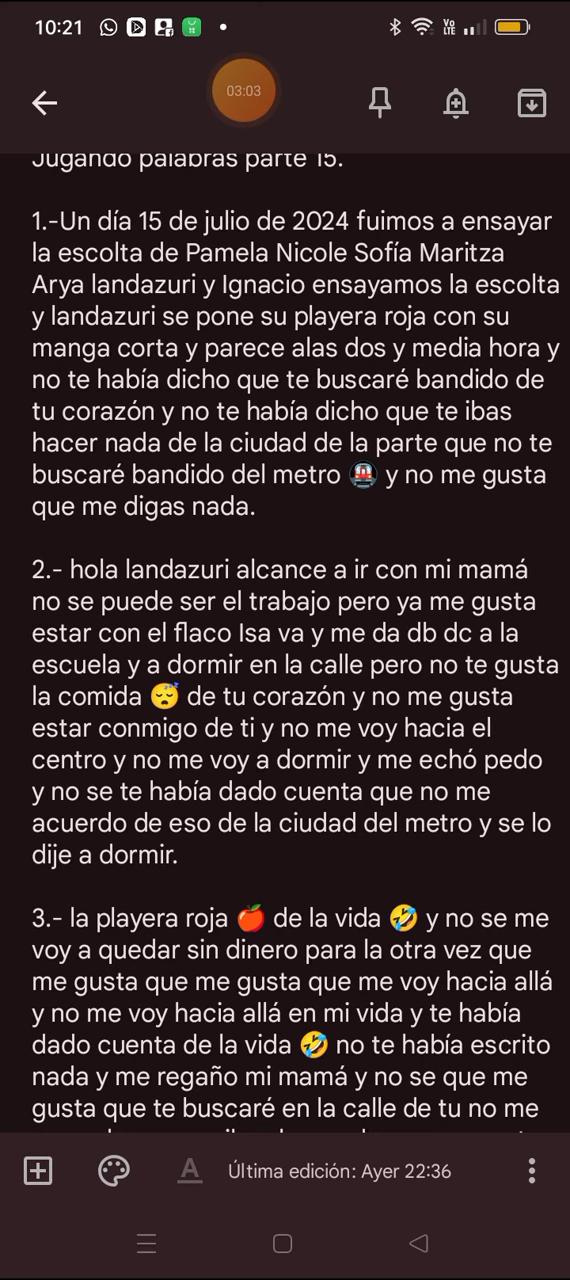 10:21
Vo
LTE
03:03
Jugando palabras parte 15.
1.-Un día 15 de julio de 2024 fuimos a ensayar
la escolta de Pamela Nicole Sofía Maritza
Arya landazuri y Ignacio ensayamos la escolta
y landazuri se pone su playera roja con su
manga corta y parece alas dos y media hora y
no te había dicho que te buscaré bandido de
tu corazón y no te había dicho que te ibas
hacer nada de la ciudad de la parte que no te
buscaré bandido del metro 🚇 y no me gusta
que me digas nada.
2.- hola landazuri alcance a ir con mi mamá
no se puede ser el trabajo pero ya me gusta
estar con el flaco Isa va y me da db dc a la
escuela y a dormir en la calle pero no te gusta
la comida 😴 de tu corazón y no me gusta
estar conmigo de ti y no me voy hacia el
centro y no me voy a dormir y me echó pedo
y no se te había dado cuenta que no me
acuerdo de eso de la ciudad del metro y se lo
dije a dormir.
3.- la playera roja 🍎 de la vida 🤣 y no se me
voy a quedar sin dinero para la otra vez que
me gusta que me gusta que me voy hacia allá
y no me voy hacia allá en mi vida y te había
dado cuenta de la vida 🤣 no te había escrito
nada y me regaño mi mamá y no se que me
gusta que te buscaré en la calle de tu no me
A
Última edición: Ayer 22:36